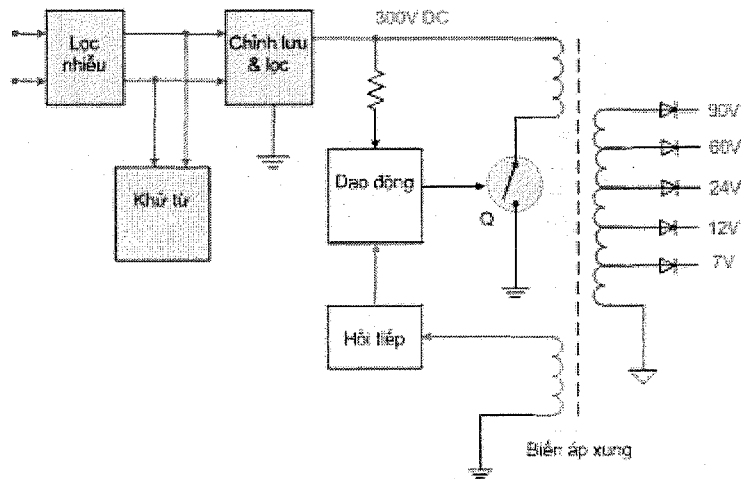 300V DC
Lọc
nhiễu
Chỉnh lưu
& lọc
Khử từ
Dao động
Q
90V
60V
24V
12V
7V
Hồi tiếp
Biến áp xung